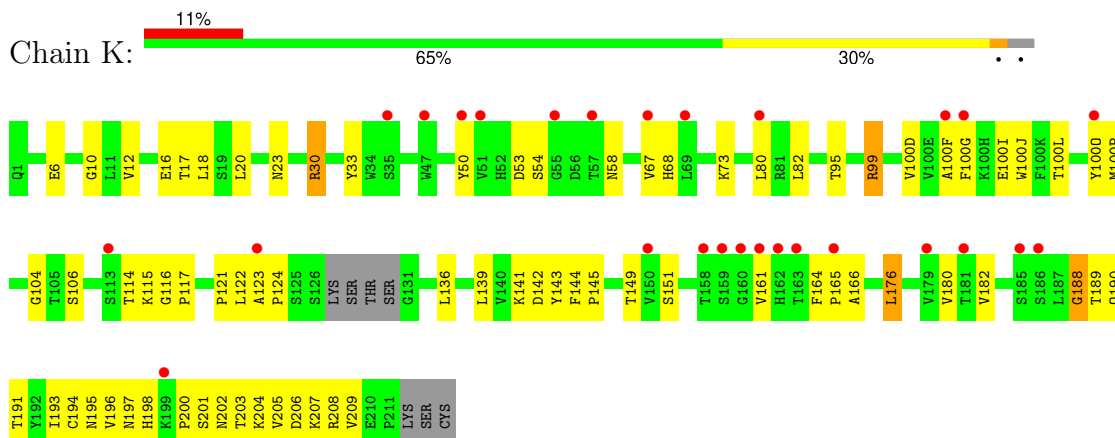 11%
Chain K:
65% 30% • •
Q1 E6 G10 L11 V12 E16 T17 L18 S19 L20 N23 R30 Y33 W34 S35 W47 Y50 V51 H52 D53 S54 G55 D56 T57 N58 V67 H68 L69 K73 L80 R81 L82 T95 R99 V100D V100E A100F F100G K100H E100I W100J F100K T100L Y100O M100P
G104 T105 S106 S113 T114 K115 G116 P117 P121 L122 A123 P124 S125 S126 LYS SER THR SER G131 L136 L139 V140 K141 D142 Y143 F144 P145 T149 V150 S151 T158 S159 G160 V161 H162 T163 F164 P165 A166 L176 V179 V180 T181 V182 S185 S186 L187 G188 T189
T191 Y192 I193 C194 N195 V196 N197 H198 K199 P200 S201 N202 T203 K204 V205 D206 K207 R208 V209 E210 P211 LYS SER CYS